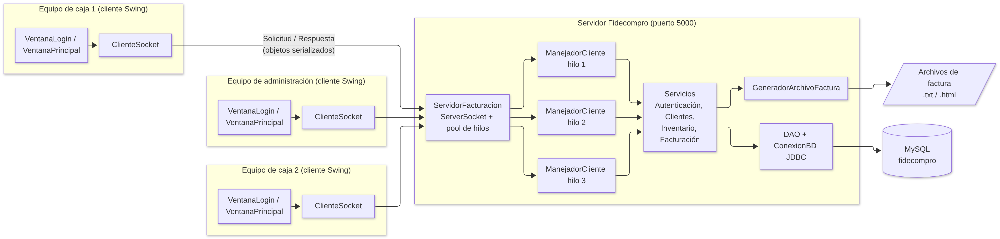 Equipo de caja 1 (cliente Swing)
VentanaLogin /
VentanaPrincipal
ClienteSocket
Solicitud / Respuesta
(objetos serializados)
Equipo de administración (cliente Swing)
VentanaLogin /
VentanaPrincipal
ClienteSocket
Equipo de caja 2 (cliente Swing)
VentanaLogin /
VentanaPrincipal
ClienteSocket
Servidor Fidecompro (puerto 5000)
ServidorFacturacion
ServerSocket +
pool de hilos
ManejadorCliente
hilo 1
ManejadorCliente
hilo 2
ManejadorCliente
hilo 3
Servicios
Autenticación,
Clientes,
Inventario,
Facturación
GeneradorArchivoFactura
DAO +
ConexionBD
JDBC
Archivos de
factura
.txt / .html
MySQL
fidecompro